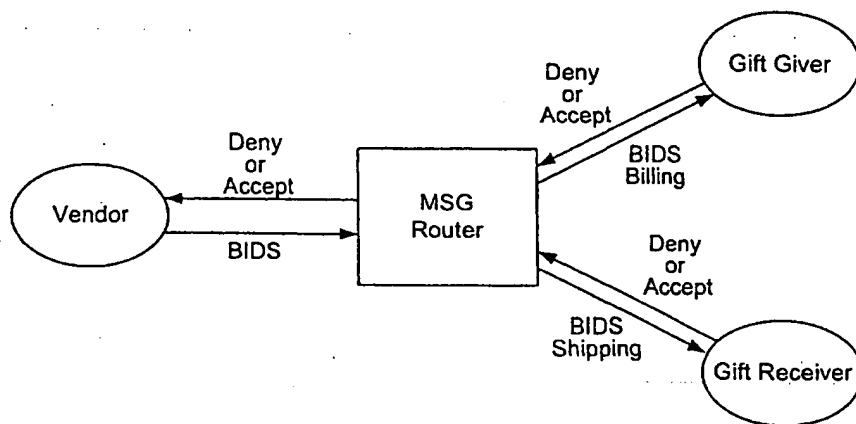 Gift Giver
Deny
or
Accept
BIDS
Billing
Deny
or
Accept
MSG
Router
Vendor
BIDS
Deny
or
Accept
BIDS
Shipping
Gift Receiver